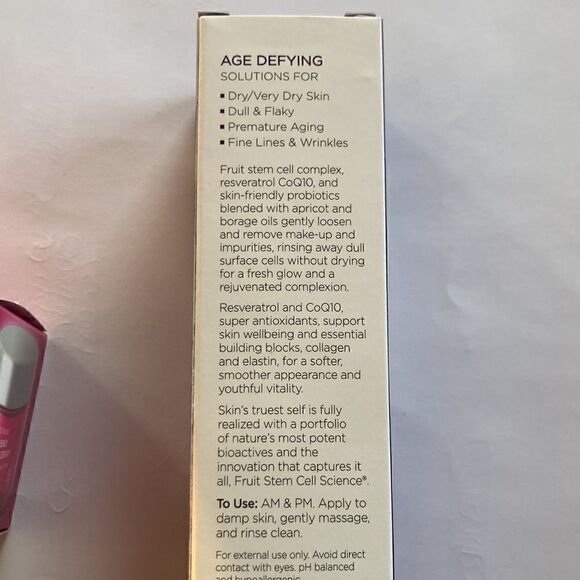 AGE DEFYING
SOLUTIONS FOR
▪ Dry/Very Dry Skin
▪ Dull & Flaky
▪ Premature Aging
▪ Fine Lines & Wrinkles
Fruit stem cell complex,
resveratrol CoQ10, and
skin-friendly probiotics
blended with apricot and
borage oils gently loosen
and remove make-up and
impurities, rinsing away dull
surface cells without drying
for a fresh glow and a
rejuvenated complexion.
Resveratrol and CoQ10,
super antioxidants, support
skin wellbeing and essential
building blocks, collagen
and elastin, for a softer,
smoother appearance and
youthful vitality.
Skin's truest self is fully
realized with a portfolio
of nature's most potent
bioactives and the
innovation that captures it
all, Fruit Stem Cell Science®.
To Use: AM & PM. Apply to
damp skin, gently massage,
and rinse clean.
For external use only. Avoid direct
contact with eyes. pH balanced
and hypoallergenic